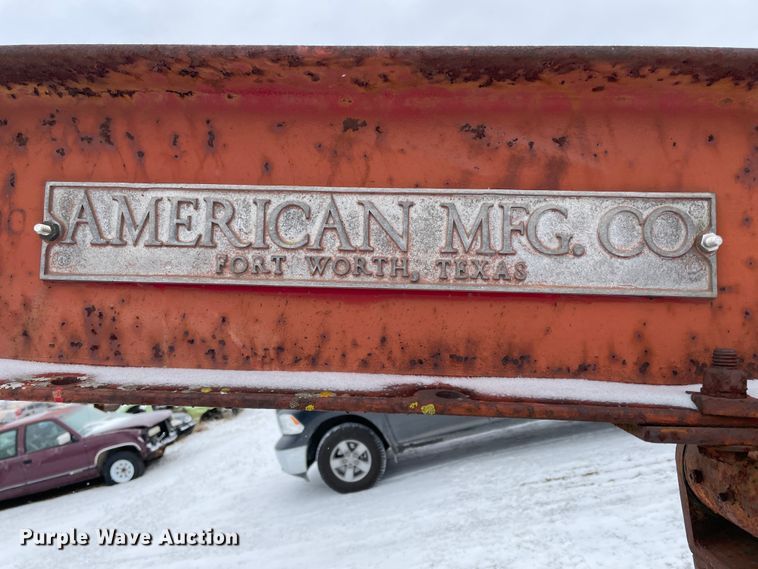 AMERICAN MFG. CO
FORT WORTH, TEXAS
Purple Wave Auction